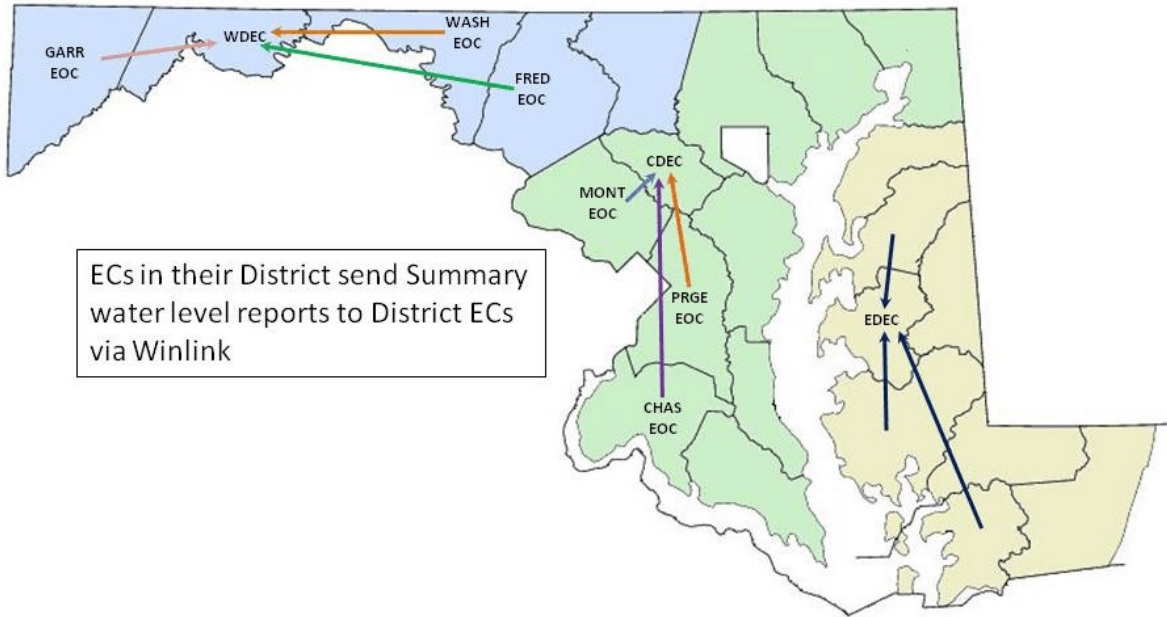 WDEC
WASH
EOC
GARR
EOC
FRED
EOC
CDEC
MONT
EOC
ECs in their District send Summary
water level reports to District ECs
via Winlink
PRGE
EOC
EDEC
CHAS
EOC